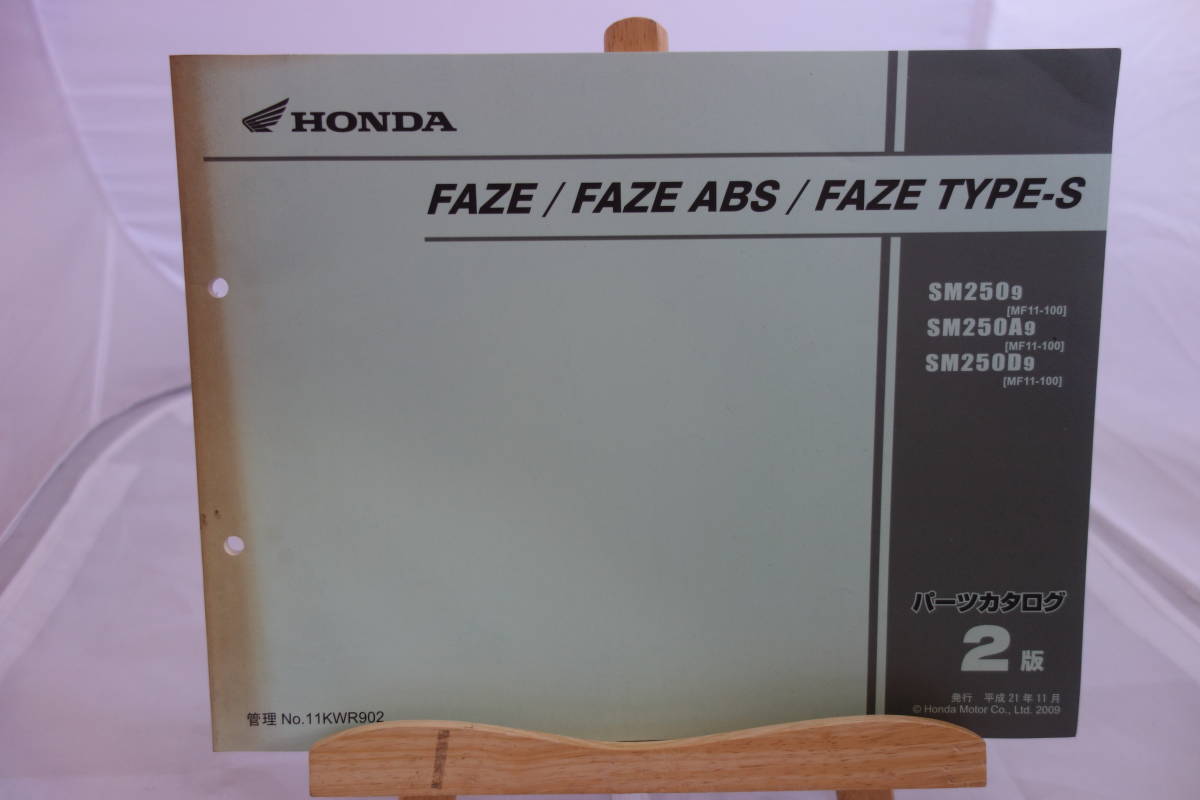 HONDA
FAZE / FAZE ABS / FAZE TYPE-S
SM2509
[MF11-100]
SM250A9
[MF11-100]
SM250D9
[MF11-100]
パーツカタログ
2版
発行 平成21年11月
© Honda Motor Co., Ltd. 2009
管理 No.11KWR902